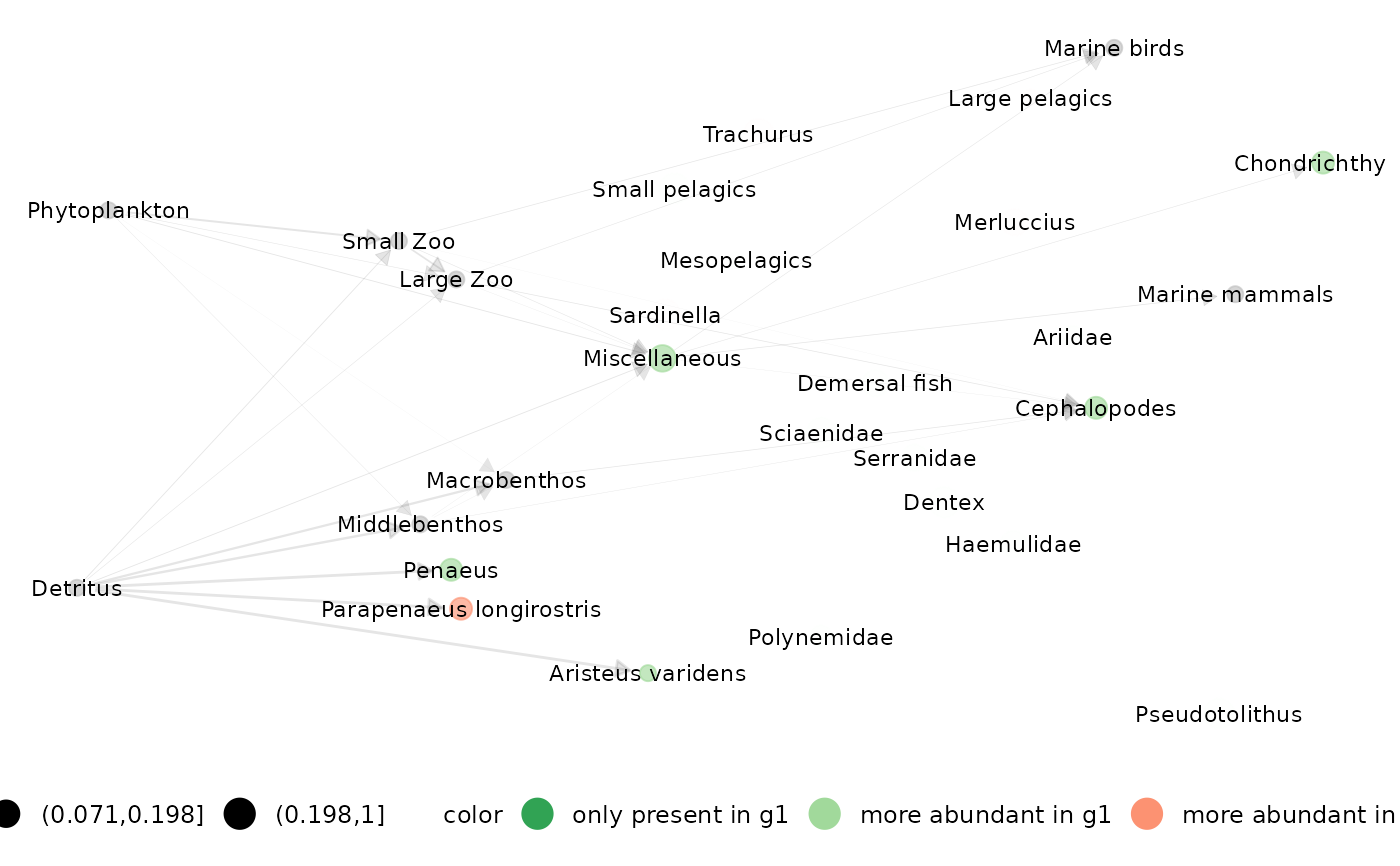 Marine birds
Large pelagics
Trachurus
Chondrichthy
Small pelagics
Phytoplankton
Merluccius
Small Zoo
Mesopelagics
Large Zoo
Marine mammals
Sardinella
Ariidae
Miscellaneous
Demersal fish
Cephalopodes
Sciaenidae
Serranidae
Macrobenthos
Dentex
Middlebenthos
Haemulidae
Penaeus
Detritus
Parapenaeus longirostris
Polynemidae
Aristeus varidens
Pseudotolithus
(0.071,0.198] (0.198,1] color only present in g1 more abundant in g1 more abundant in